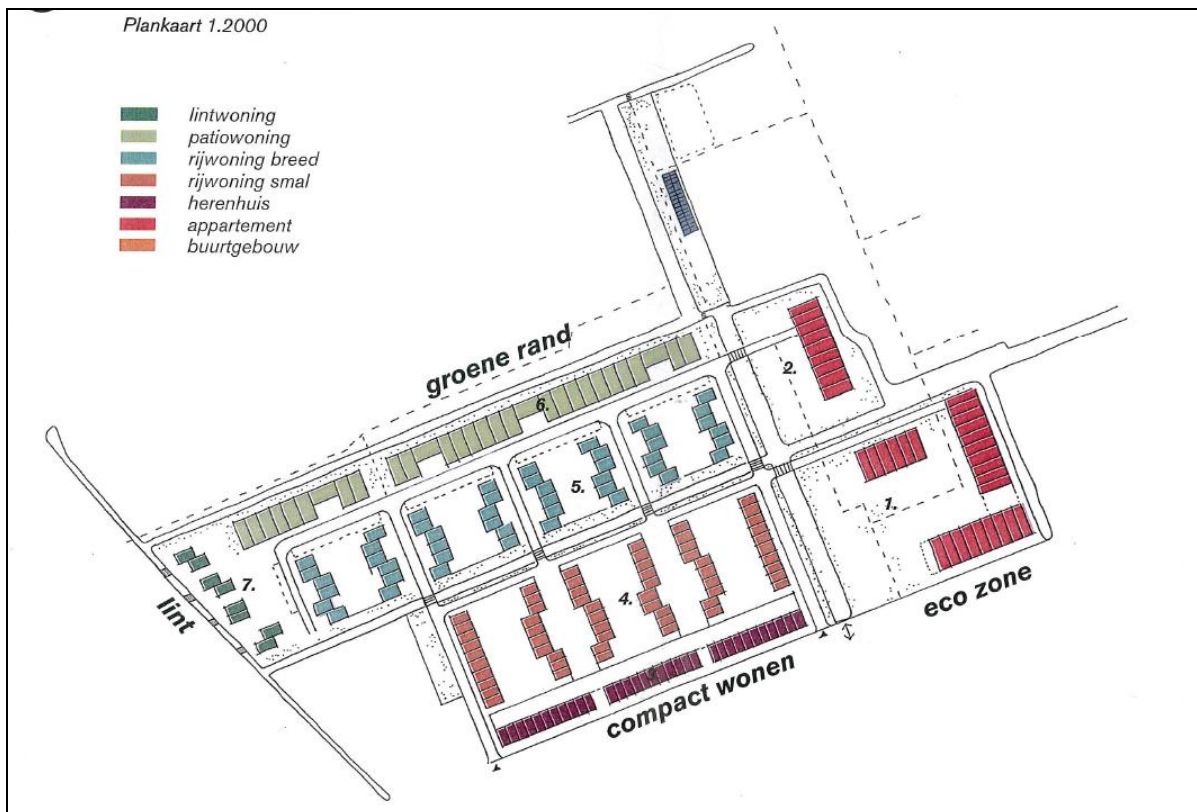 Plankaart 1.2000
lintwoning
patiowoning
rijwoning breed
rijwoning smal
herenhuis
appartement
buurtgebouw
groene rand
2.
6.
5.
1.
7.
4.
lint
eco zone
3.
compact wonen